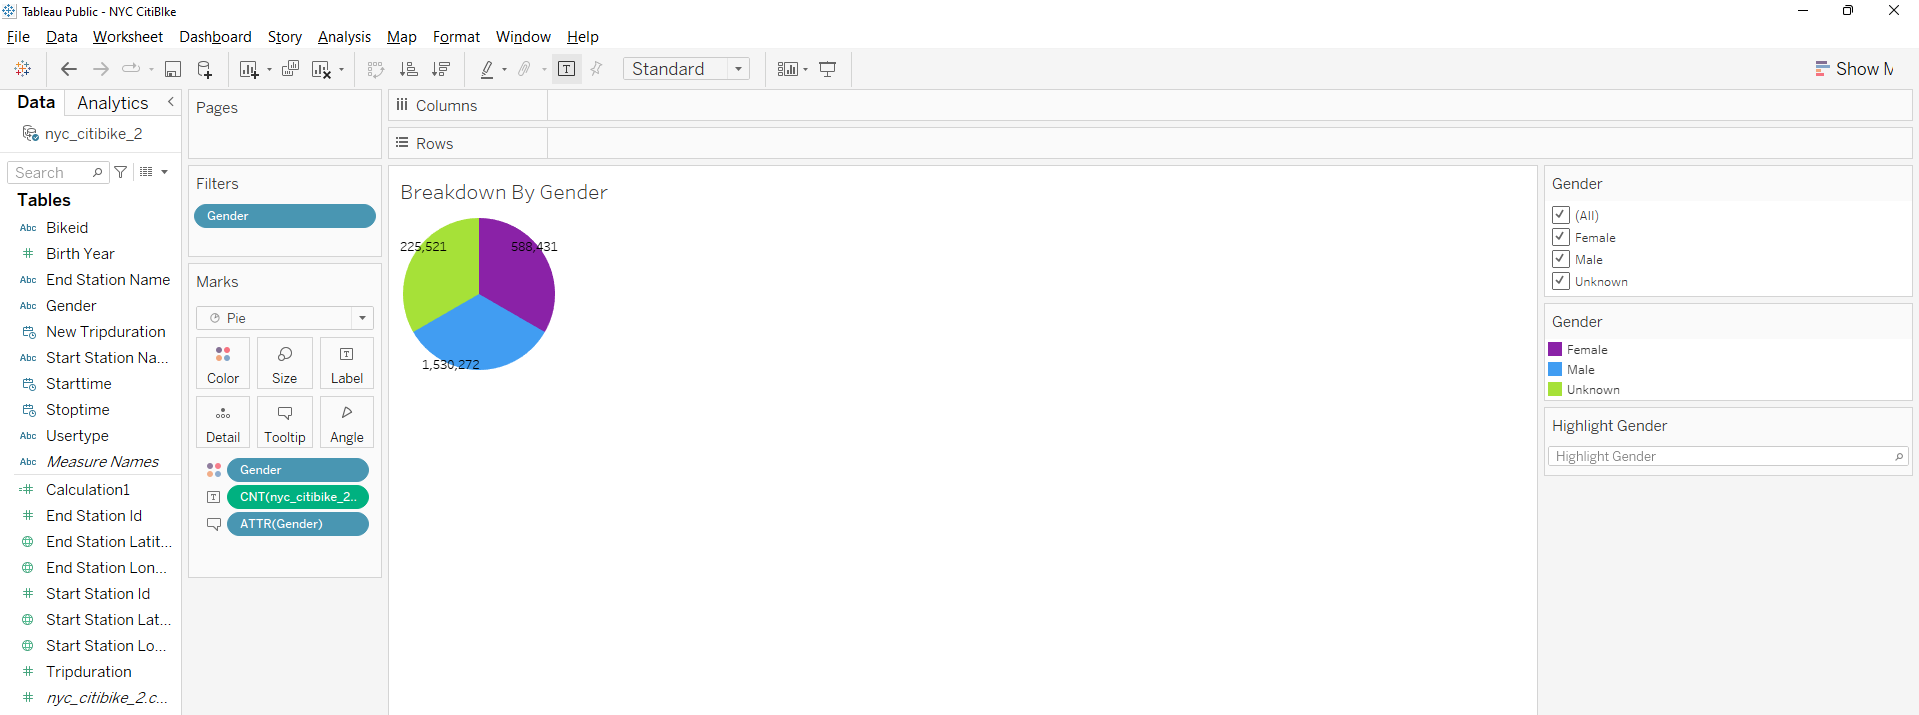 Tableau Public - NYC CitiBIke
File Data Worksheet Dashboard Story Analysis Map Format Window Help
Standard
Show M
Data Analytics
nyc_citibike_2
Search
Tables
Abc Bikeid
# Birth Year
Abc End Station Name
Abc Gender
New Tripduration
Abc Start Station Na...
Starttime
Stoptime
Abc Usertype
Abc Measure Names
=# Calculation1
# End Station Id
End Station Latit...
End Station Lon...
# Start Station Id
Start Station Lat...
Start Station Lo...
# Tripduration
# nyc_citibike_2.c...
Pages
Filters
Gender
Marks
Pie
Color Size Label
Detail Tooltip Angle
Gender
CNT(nyc_citibike_2..
ATTR(Gender)
Columns
Rows
Breakdown By Gender
225,521
588,431
1,530,272
Gender
(All)
Female
Male
Unknown
Gender
Female
Male
Unknown
Highlight Gender
Highlight Gender